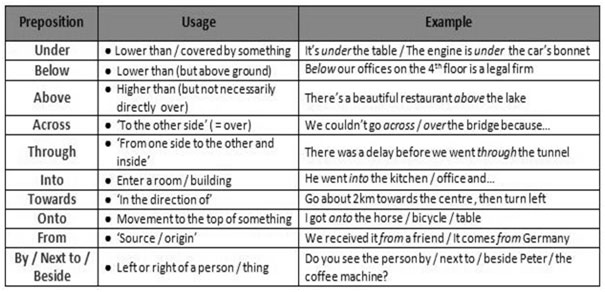 Preposition Usage Example
Under • Lower than / covered by something It's under the table / The engine is under the car's bonnet
Below • Lower than (but above ground) Below our offices on the 4th floor is a legal firm
Above • Higher than (but not necessarily directly over) There's a beautiful restaurant above the lake
Across • 'To the other side' ( = over) We couldn't go across / over the bridge because...
Through • 'From one side to the other and inside' There was a delay before we went through the tunnel
Into • Enter a room / building He went into the kitchen / office and...
Towards • 'In the direction of' Go about 2km towards the centre, then turn left
Onto • Movement to the top of something I got onto the horse / bicycle / table
From • 'Source / origin' We received it from a friend / It comes from Germany
By / Next to / Beside • Left or right of a person / thing Do you see the person by / next to / beside Peter / the coffee machine?